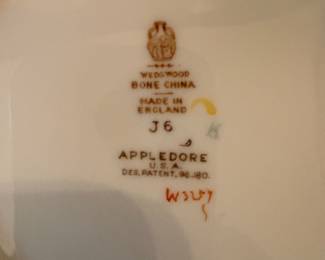 WEDGWOOD
BONE CHINA
MADE IN
ENGLAND
J6
APPLEDORE
U.S.A.
DES. PATENT. 96.180.